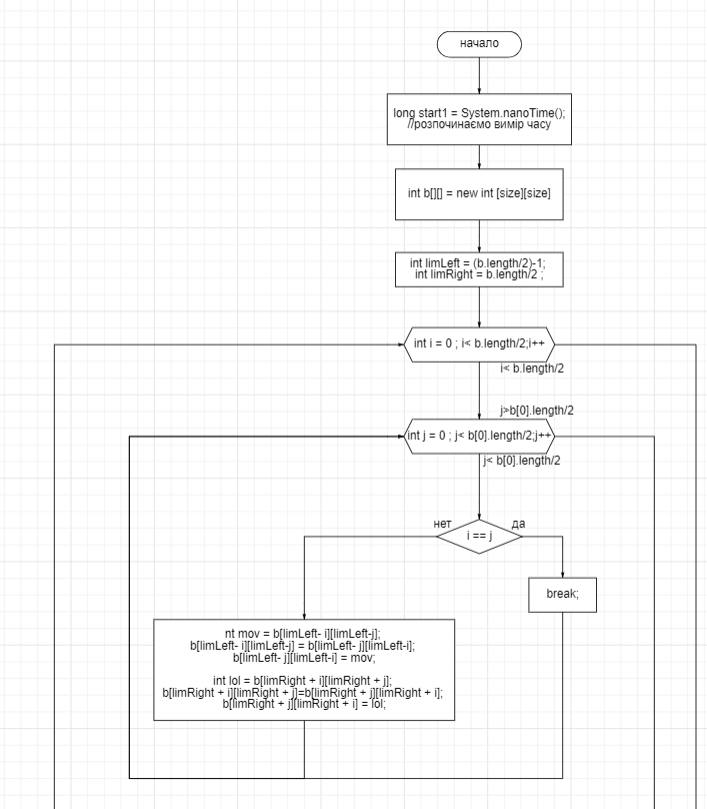 начало
long start1 = System.nanoTime();
//розпочинаємо вимір часу
int b[][] = new int [size][size]
int limLeft = (b.length/2)-1;
int limRight = b.length/2 ;
int i = 0 ; i< b.length/2;i++
i< b.length/2
j>b[0].length/2
int j = 0 ; j< b[0].length/2;j++
j< b[0].length/2
нет
да
i == j
break;
nt mov = b[limLeft- i][limLeft-j];
b[limLeft- i][limLeft-j] = b[limLeft- j][limLeft-i];
b[limLeft- j][limLeft-i] = mov;
int lol = b[limRight + i][limRight + j];
b[limRight + i][limRight + j]=b[limRight + j][limRight + i];
b[limRight + j][limRight + i] = lol;